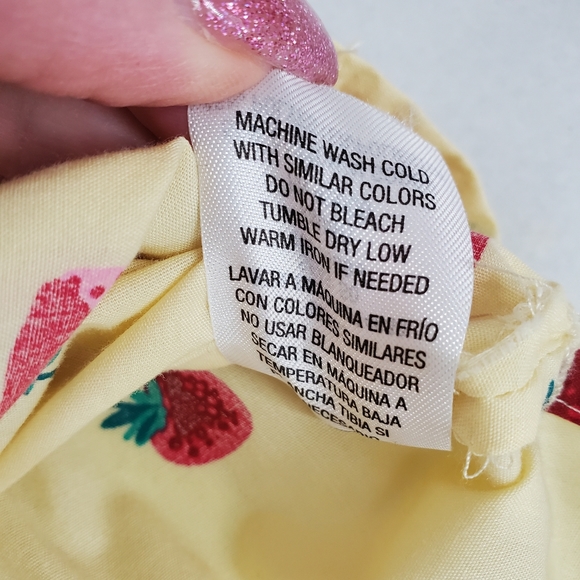 MACHINE WASH COLD
WITH SIMILAR COLORS
DO NOT BLEACH
TUMBLE DRY LOW
WARM IRON IF NEEDED
LAVAR A MÁQUINA EN FRÍO
CON COLORES SIMILARES
NO USAR BLANQUEADOR
SECAR EN MÁQUINA A
TEMPERATURA BAJA
TIBIA SI